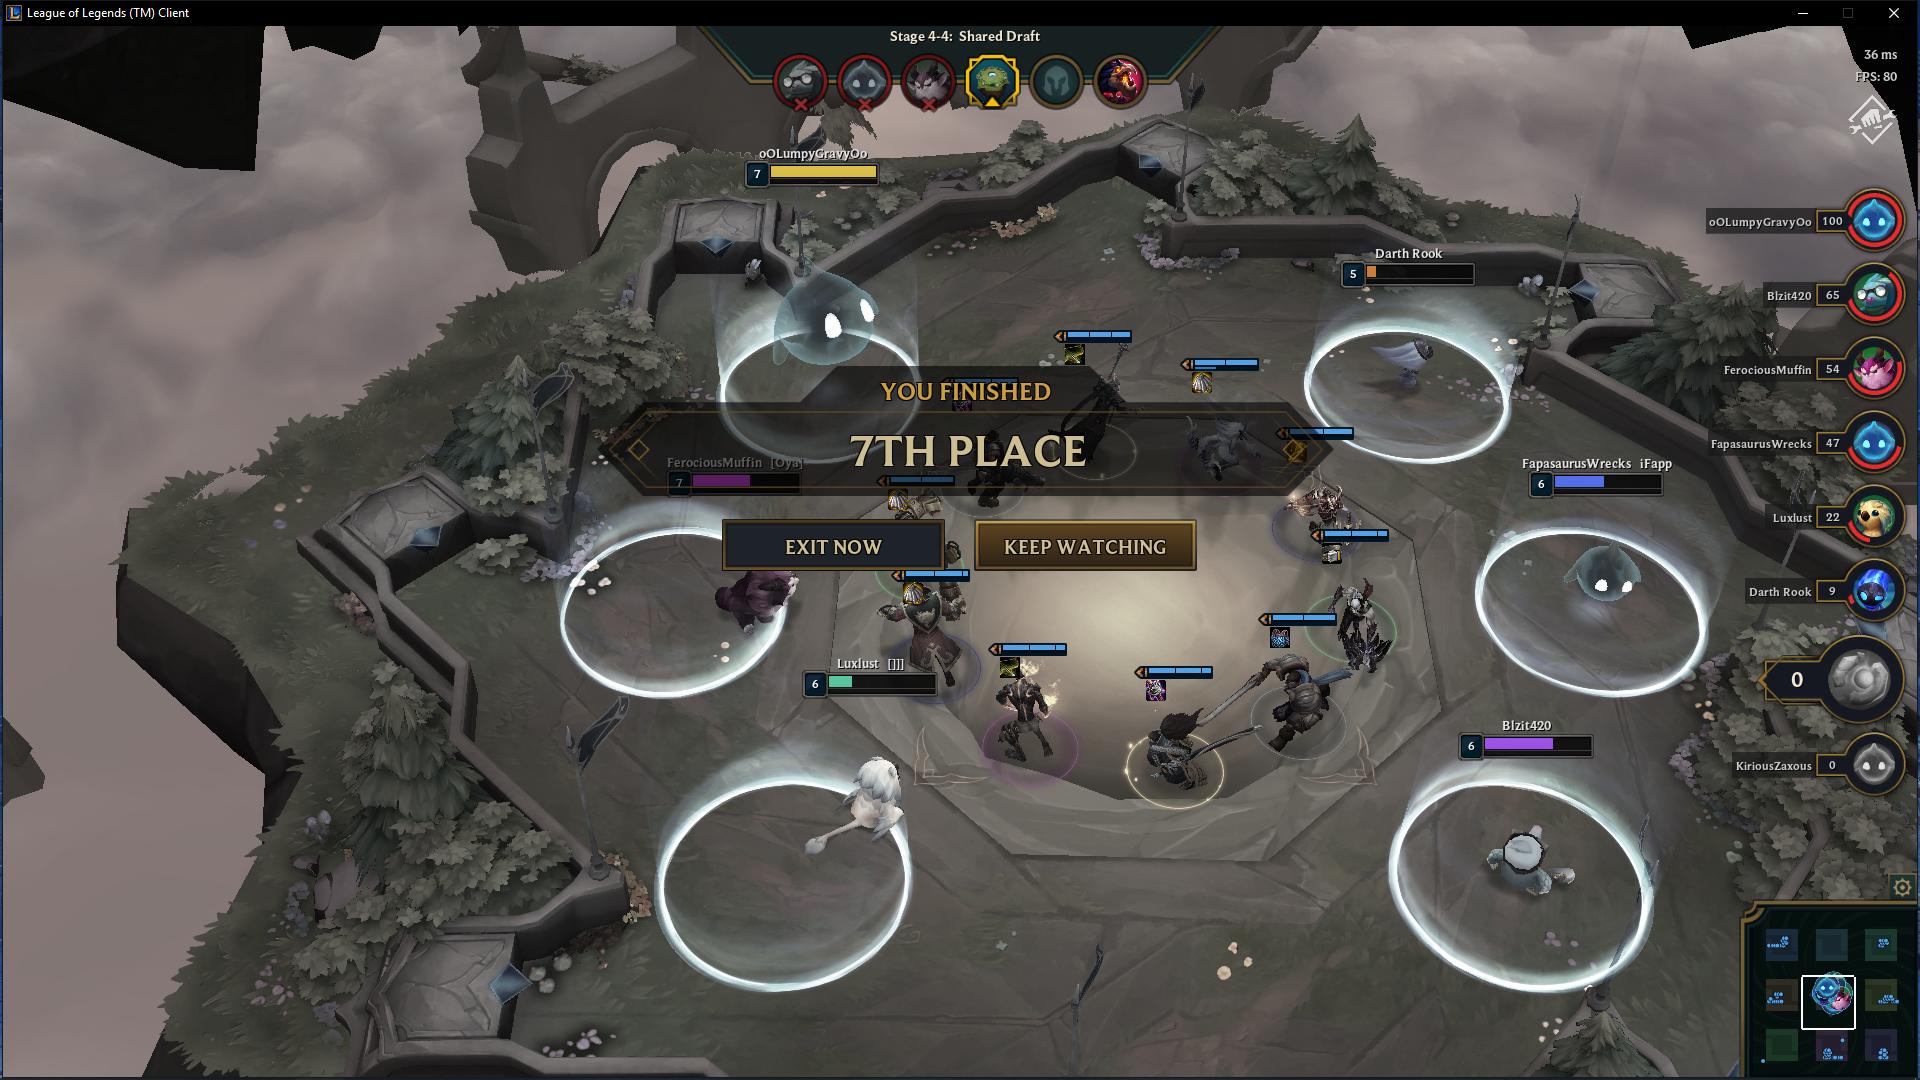 League of Legends (TM) Client
Stage 4-4: Shared Draft
36 ms
FPS: 80
oOLumpyGravyOo
7
Darth Rook
5
oOLumpyGravyOo 100
Blzit420 65
FerociousMuffin 54
FapasaurusWrecks 47
Luxlust 22
Darth Rook 9
0
KiriousZaxous 0
YOU FINISHED
7TH PLACE
FerociousMuffin [Oya]
7
FapasaurusWrecks iFapp
6
EXIT NOW
KEEP WATCHING
Luxlust []]]
6
Blzit420
6